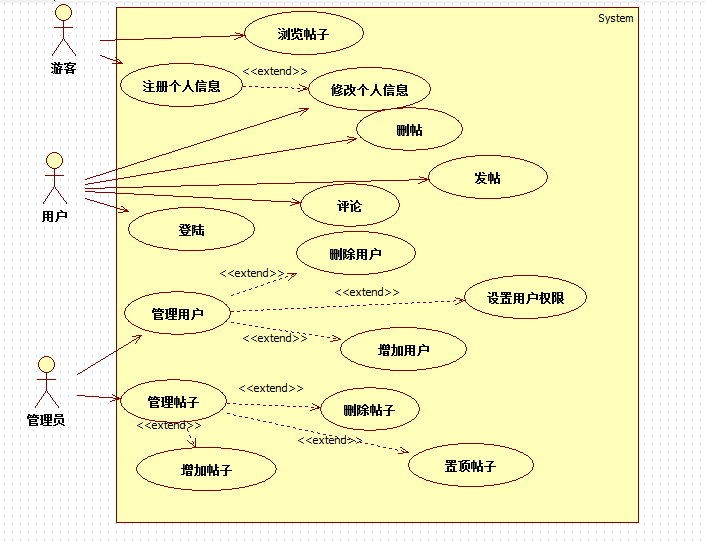 System
游客
浏览帖子
注册个人信息
<<extend>>
修改个人信息
删帖
用户
发帖
评论
登陆
删除用户
<<extend>>
<<extend>>
设置用户权限
管理用户
<<extend>>
增加用户
管理员
管理帖子
<<extend>>
删除帖子
<<extend>>
<<extend>>
增加帖子
置顶帖子